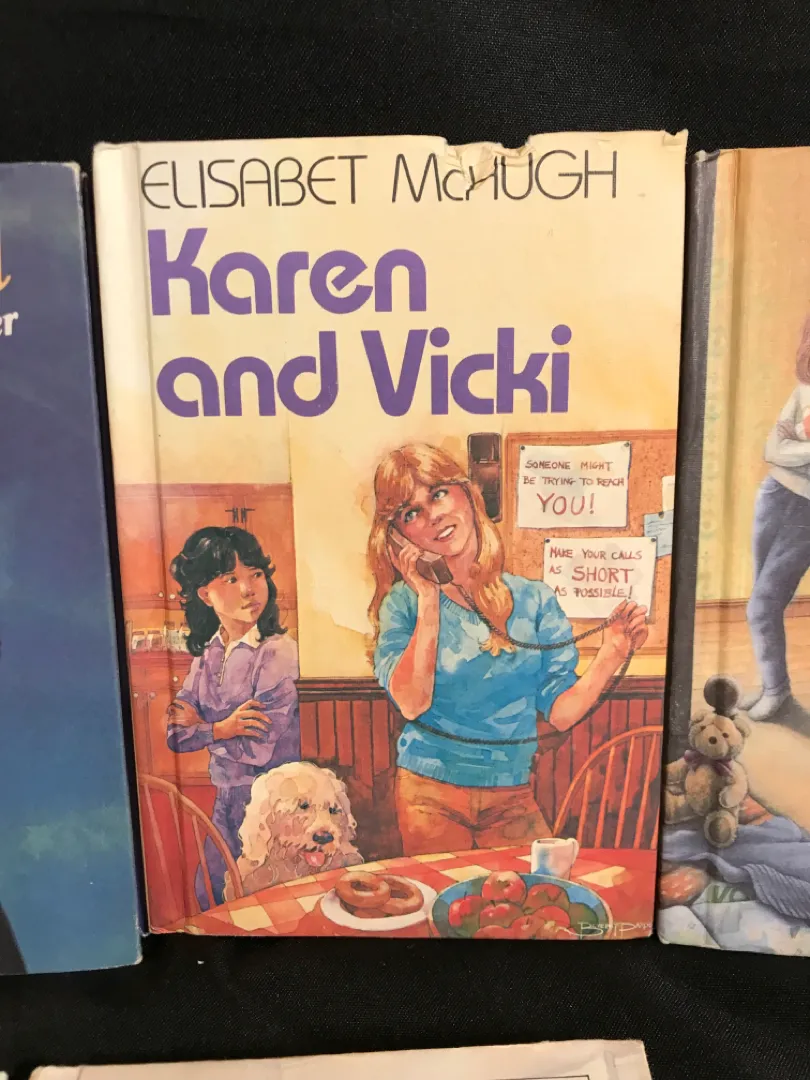 ELISABET McHUGH
Karen
and Vicki
SOMEONE MIGHT
BE TRYING TO REACH
YOU!
MAKE YOUR CALLS
AS SHORT
AS POSSIBLE!